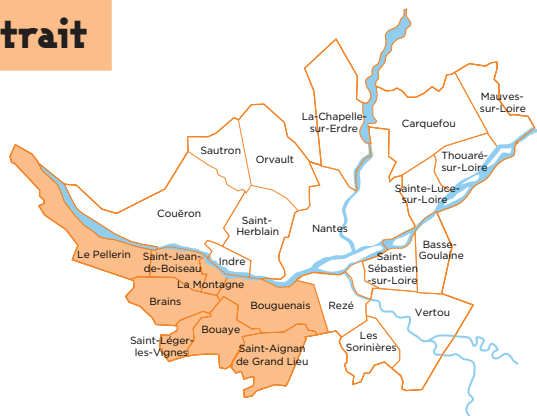 trait
Mauves-
sur-Loire
La-Chapelle-
sur-Erdre
Carquefou
Sautron
Orvault
Thouaré-
sur-Loire
Sainte-Luce-
sur-Loire
Couëron
Saint-
Herblain
Nantes
Basse-
Goulaine
Le Pellerin
Saint-Jean-
de-Boiseau
Indre
Saint-
Sébastien
-sur-Loire
La Montagne
Brains
Bouguenais
Rezé
Vertou
Bouaye
Saint-Léger-
les-Vignes
Les
Sorinières
Saint-Aignan
de Grand Lieu